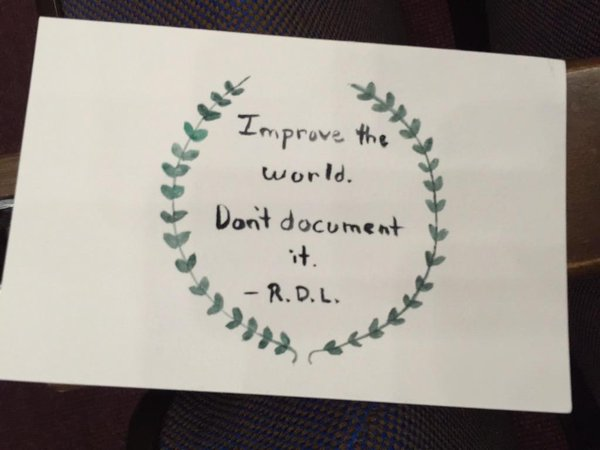 Improve the
world.
Don't document
it.
- R.D.L.